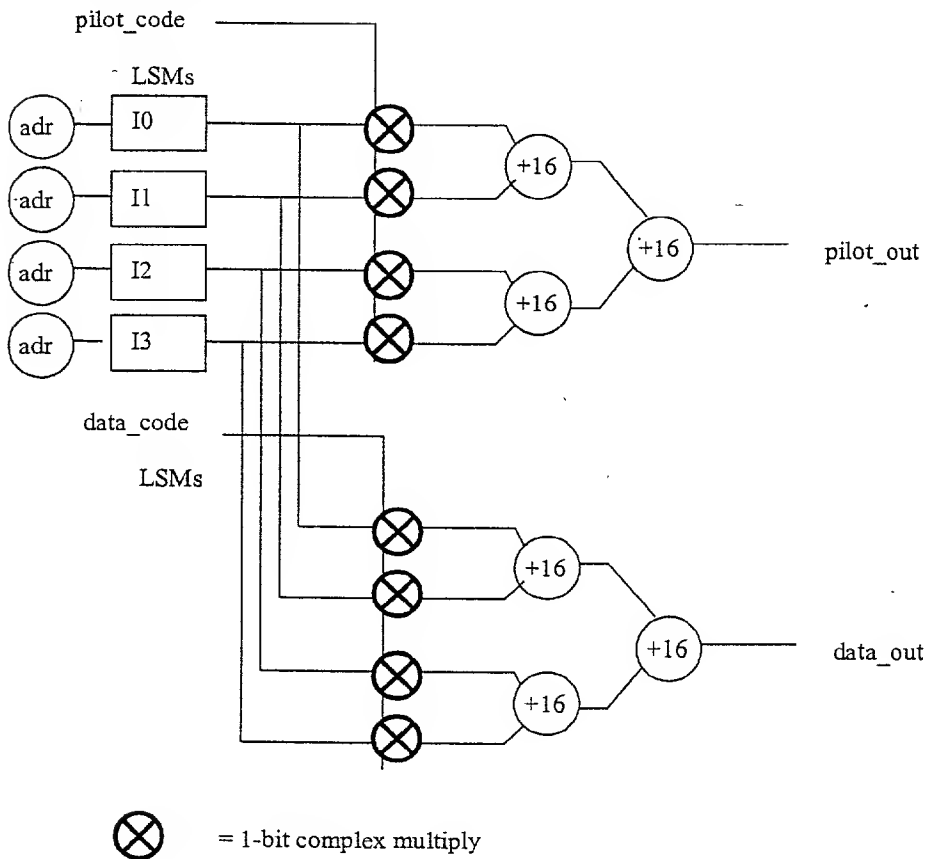 pilot_code
LSMs
adr I0
adr I1
adr I2
adr I3
+16
+16
+16
pilot_out
data_code
LSMs
+16
+16
+16
data_out
= 1-bit complex multiply